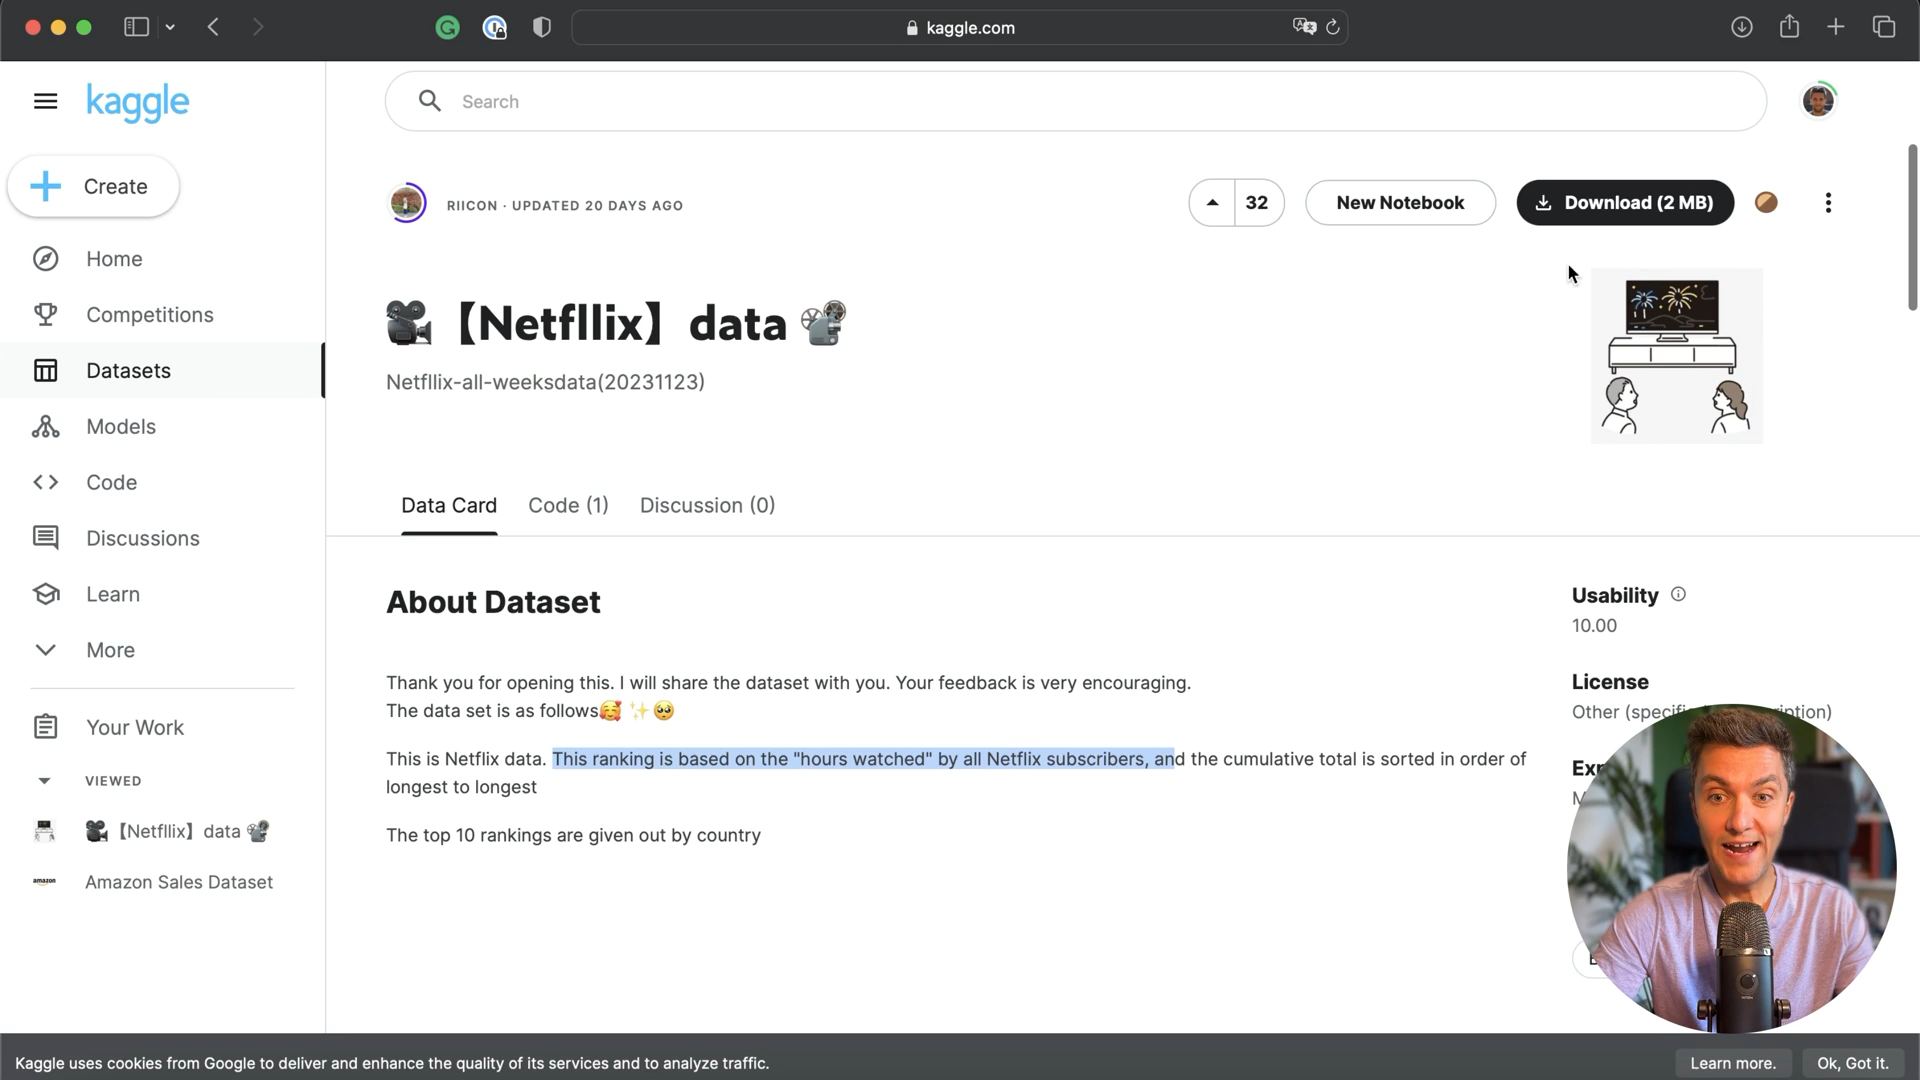 kaggle.com
kaggle
Search
Create
Home
Competitions
Datasets
Models
Code
Discussions
Learn
More
Your Work
VIEWED
🎥【Netfllix】data 📽️
amazon
Amazon Sales Dataset
RIICON · UPDATED 20 DAYS AGO
32
New Notebook
Download (2 MB)
🎥【Netfllix】data 📽️
Netfllix-all-weeksdata(20231123)
Data Card
Code (1)
Discussion (0)
About Dataset
Thank you for opening this. I will share the dataset with you. Your feedback is very encouraging.
The data set is as follows🥰 ✨🥺
This is Netflix data. This ranking is based on the "hours watched" by all Netflix subscribers, and the cumulative total is sorted in order of
longest to longest
The top 10 rankings are given out by country
Usability
10.00
License
Other (specifi ription)
Kaggle uses cookies from Google to deliver and enhance the quality of its services and to analyze traffic.
Learn more.
Ok, Got it.